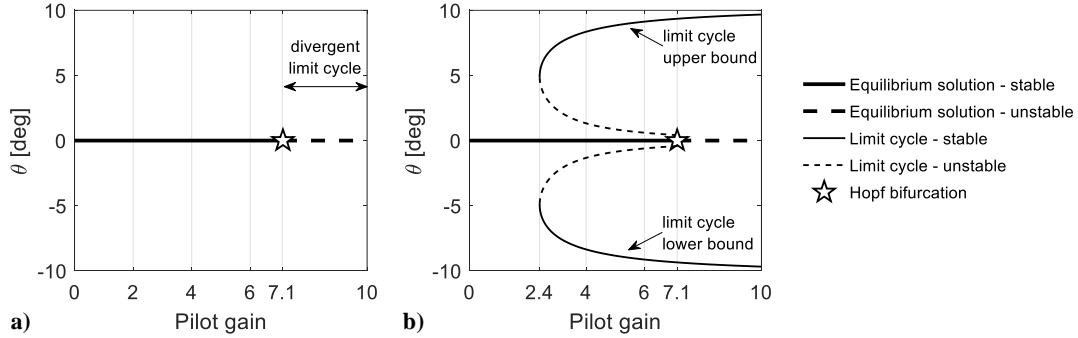 10
5
0
-5
-10
θ [deg]
divergent
limit cycle
0
2
4
6
7.1
10
Pilot gain
a)
10
5
0
-5
-10
θ [deg]
limit cycle
upper bound
limit cycle
lower bound
0
2.4
4
6
7.1
10
Pilot gain
b)
Equilibrium solution - stable
Equilibrium solution - unstable
Limit cycle - stable
Limit cycle - unstable
Hopf bifurcation